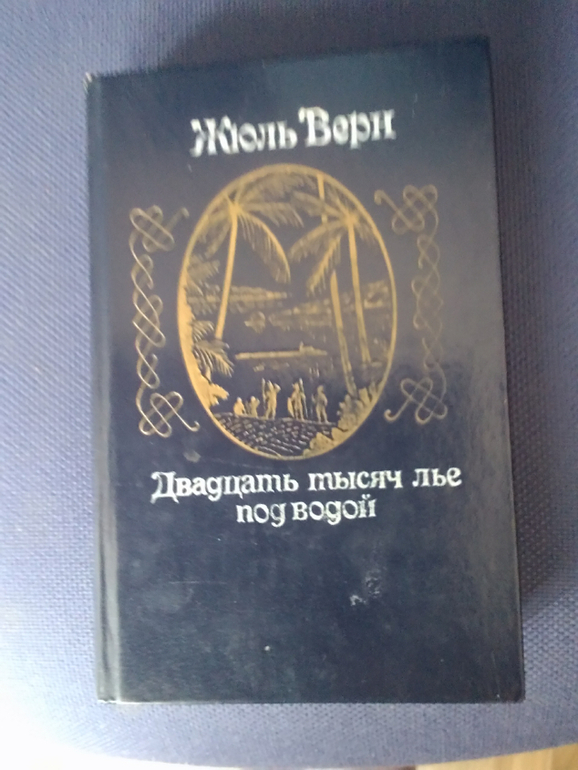 Жюль Верн
Двадцать тысяч лье
под водой